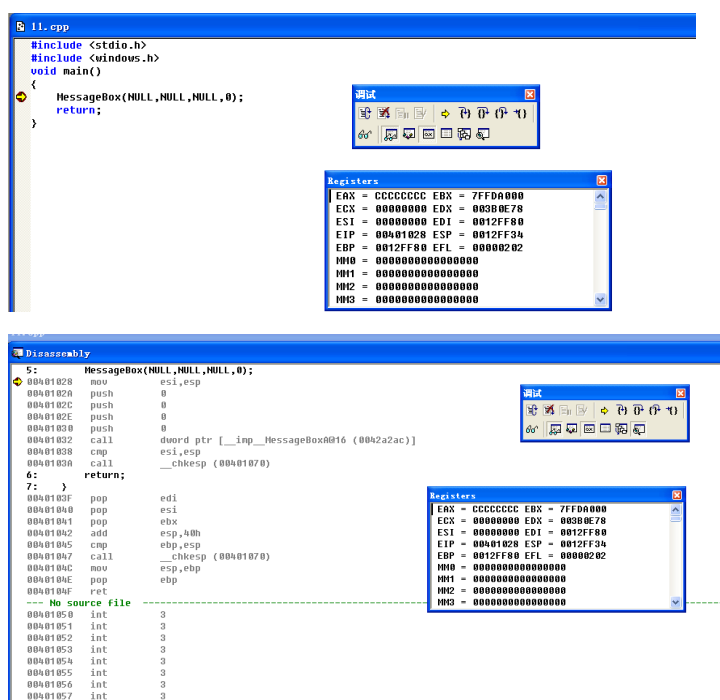 11.cpp
#include <stdio.h>
#include <windows.h>
void main()
{
MessageBox(NULL,NULL,NULL,0);
return;
}
调试
Registers
EAX = CCCCCCCC EBX = 7FFDA000
ECX = 00000000 EDX = 003B0E78
ESI = 00000000 EDI = 0012FF80
EIP = 00401028 ESP = 0012FF34
EBP = 0012FF80 EFL = 00000202
MM0 = 0000000000000000
MM1 = 0000000000000000
MM2 = 0000000000000000
MM3 = 0000000000000000
Disassembly
5: MessageBox(NULL,NULL,NULL,0);
00401028 mov esi,esp
0040102A push 0
0040102C push 0
0040102E push 0
00401030 push 0
00401032 call dword ptr [__imp__MessageBoxA@16 (0042a2ac)]
00401038 cmp esi,esp
0040103A call __chkesp (00401070)
6: return;
7: }
0040103F pop edi
00401040 pop esi
00401041 pop ebx
00401042 add esp,40h
00401045 cmp ebp,esp
00401047 call __chkesp (00401070)
0040104C mov esp,ebp
0040104E pop ebp
0040104F ret
--- No source file
00401050 int 3
00401051 int 3
00401052 int 3
00401053 int 3
00401054 int 3
00401055 int 3
00401056 int 3
00401057 int 3
调试
Registers
EAX = CCCCCCCC EBX = 7FFDA000
ECX = 00000000 EDX = 003B0E78
ESI = 00000000 EDI = 0012FF80
EIP = 00401028 ESP = 0012FF34
EBP = 0012FF80 EFL = 00000202
MM0 = 0000000000000000
MM1 = 0000000000000000
MM2 = 0000000000000000
MM3 = 0000000000000000